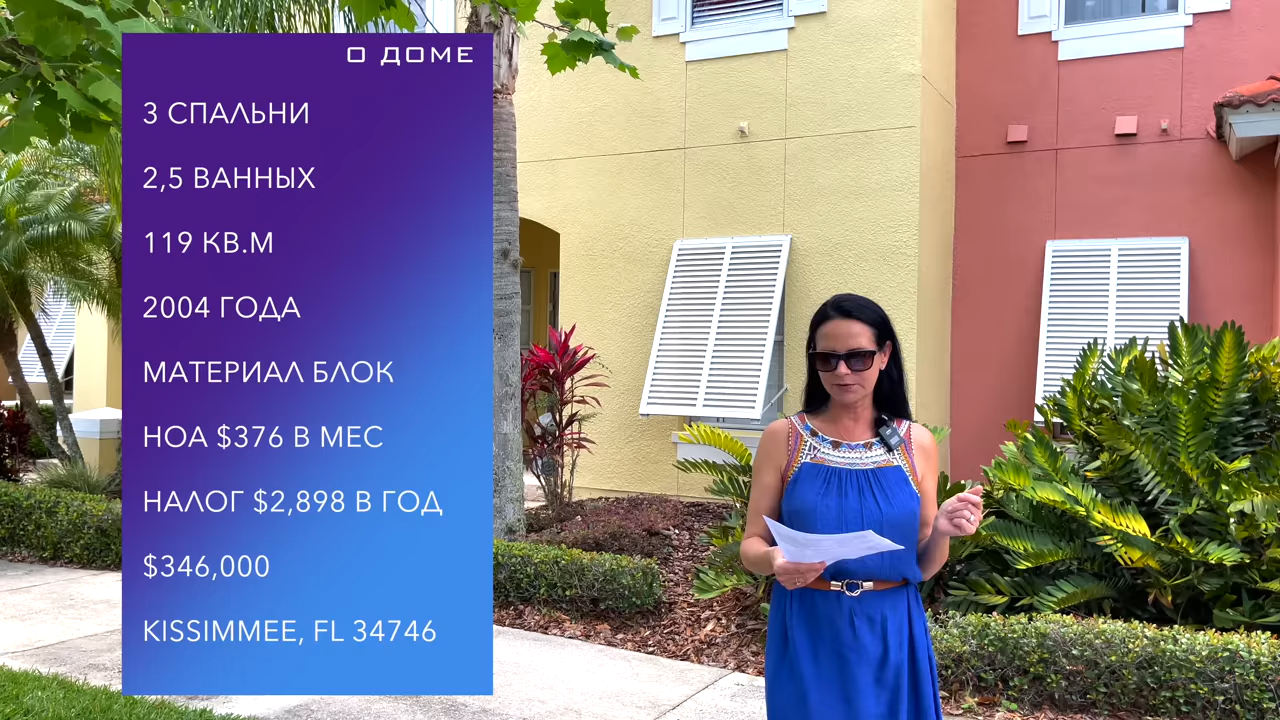 О ДОМЕ
3 СПАЛЬНИ
2,5 ВАННЫХ
119 КВ.М
2004 ГОДА
МАТЕРИАЛ БЛОК
HOA $376 В МЕС
НАЛОГ $2,898 В ГОД
$346,000
KISSIMMEE, FL 34746